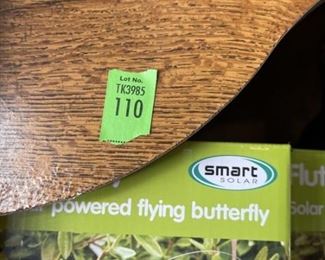 Lot No.
TK3985
110
smart
SOLAR
powered flying butterfly
Flut
Solar